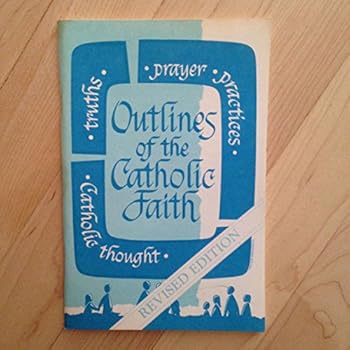 • truths • prayer • practices •
Outlines
of the
Catholic
Faith
• Catholic thought •
REVISED EDITION